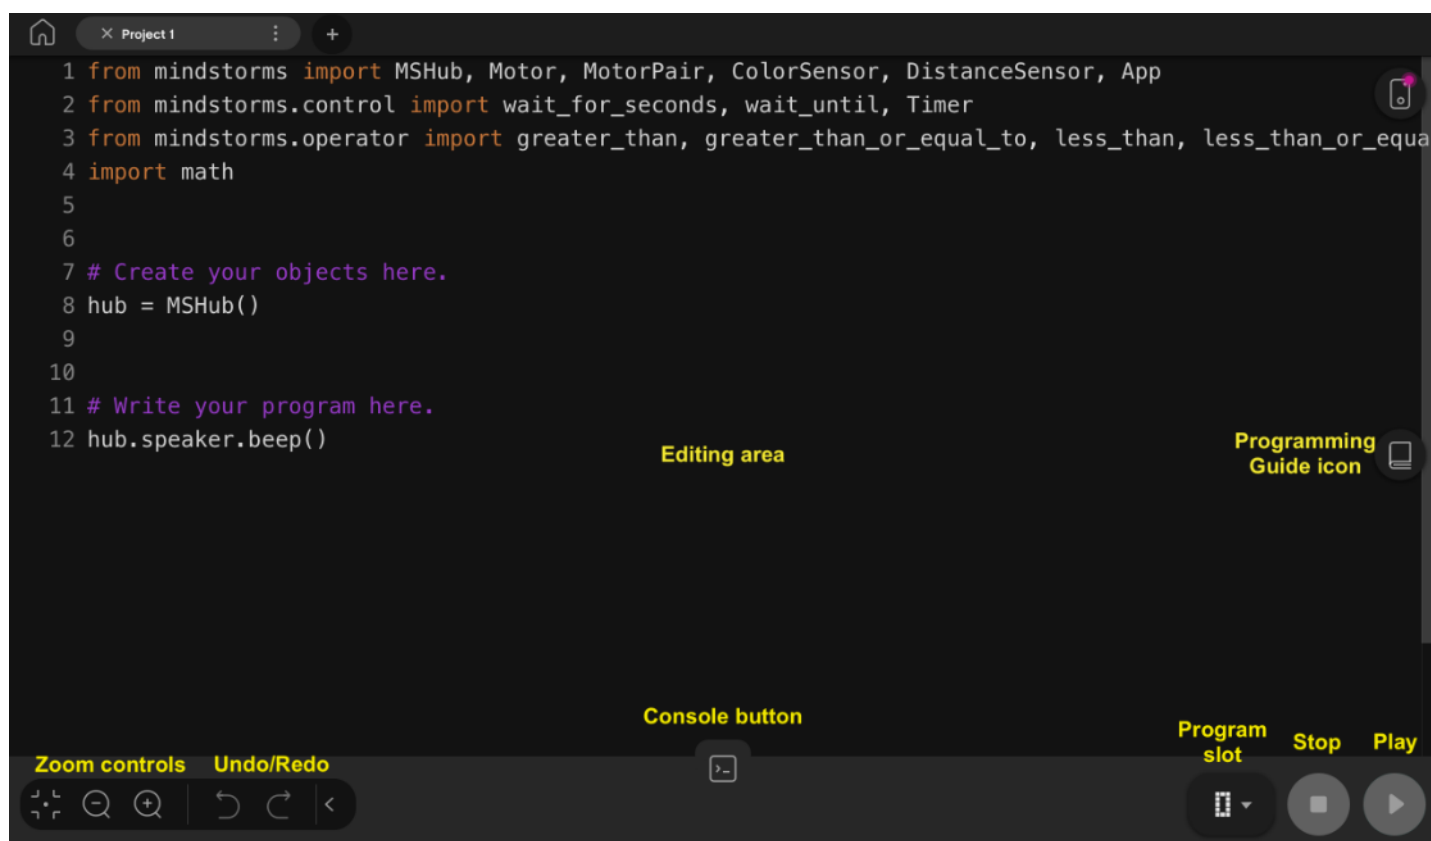 Project 1
1 from mindstorms import MSHub, Motor, MotorPair, ColorSensor, DistanceSensor, App
2 from mindstorms.control import wait_for_seconds, wait_until, Timer
3 from mindstorms.operator import greater_than, greater_than_or_equal_to, less_than, less_than_or_equa
4 import math
5
6
7 # Create your objects here.
8 hub = MSHub()
9
10
11 # Write your program here.
12 hub.speaker.beep()
Editing area
Programming
Guide icon
Console button
Program
slot
Stop
Play
Zoom controls
Undo/Redo
0